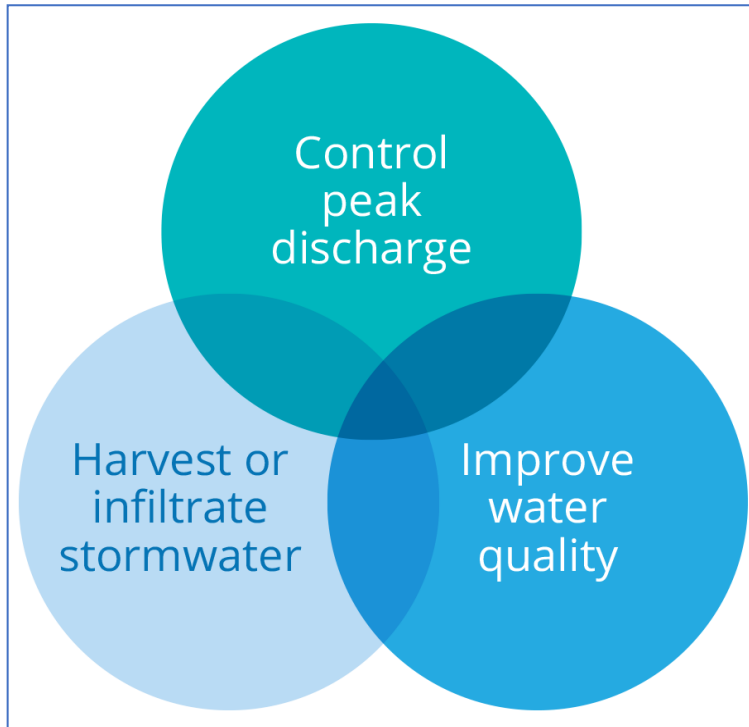 Control
peak
discharge
Harvest or
infiltrate
stormwater
Improve
water
quality